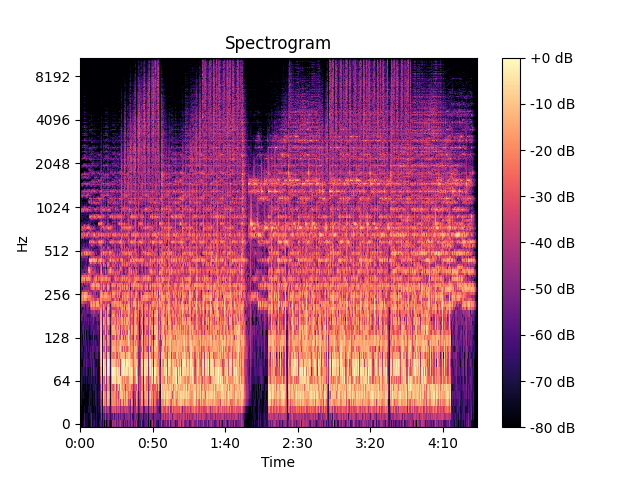 Spectrogram
Hz
8192
4096
2048
1024
512
256
128
64
0
0:00 0:50 1:40 2:30 3:20 4:10
Time
+0 dB
-10 dB
-20 dB
-30 dB
-40 dB
-50 dB
-60 dB
-70 dB
-80 dB